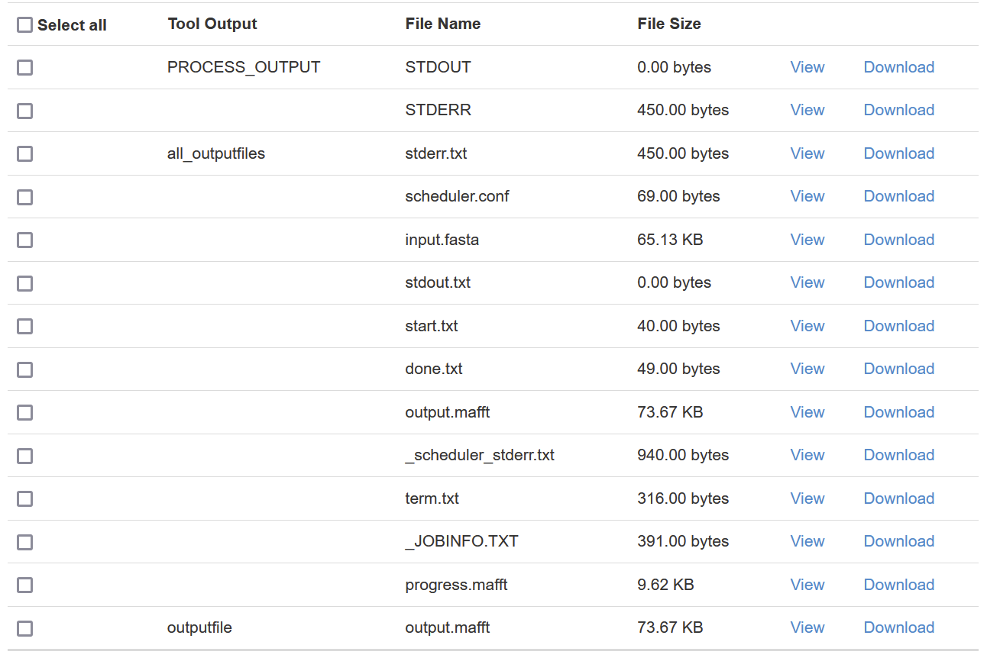 Select all Tool Output File Name File Size
PROCESS_OUTPUT STDOUT 0.00 bytes View Download
STDERR 450.00 bytes View Download
all_outputfiles stderr.txt 450.00 bytes View Download
scheduler.conf 69.00 bytes View Download
input.fasta 65.13 KB View Download
stdout.txt 0.00 bytes View Download
start.txt 40.00 bytes View Download
done.txt 49.00 bytes View Download
output.mafft 73.67 KB View Download
_scheduler_stderr.txt 940.00 bytes View Download
term.txt 316.00 bytes View Download
_JOBINFO.TXT 391.00 bytes View Download
progress.mafft 9.62 KB View Download
outputfile output.mafft 73.67 KB View Download